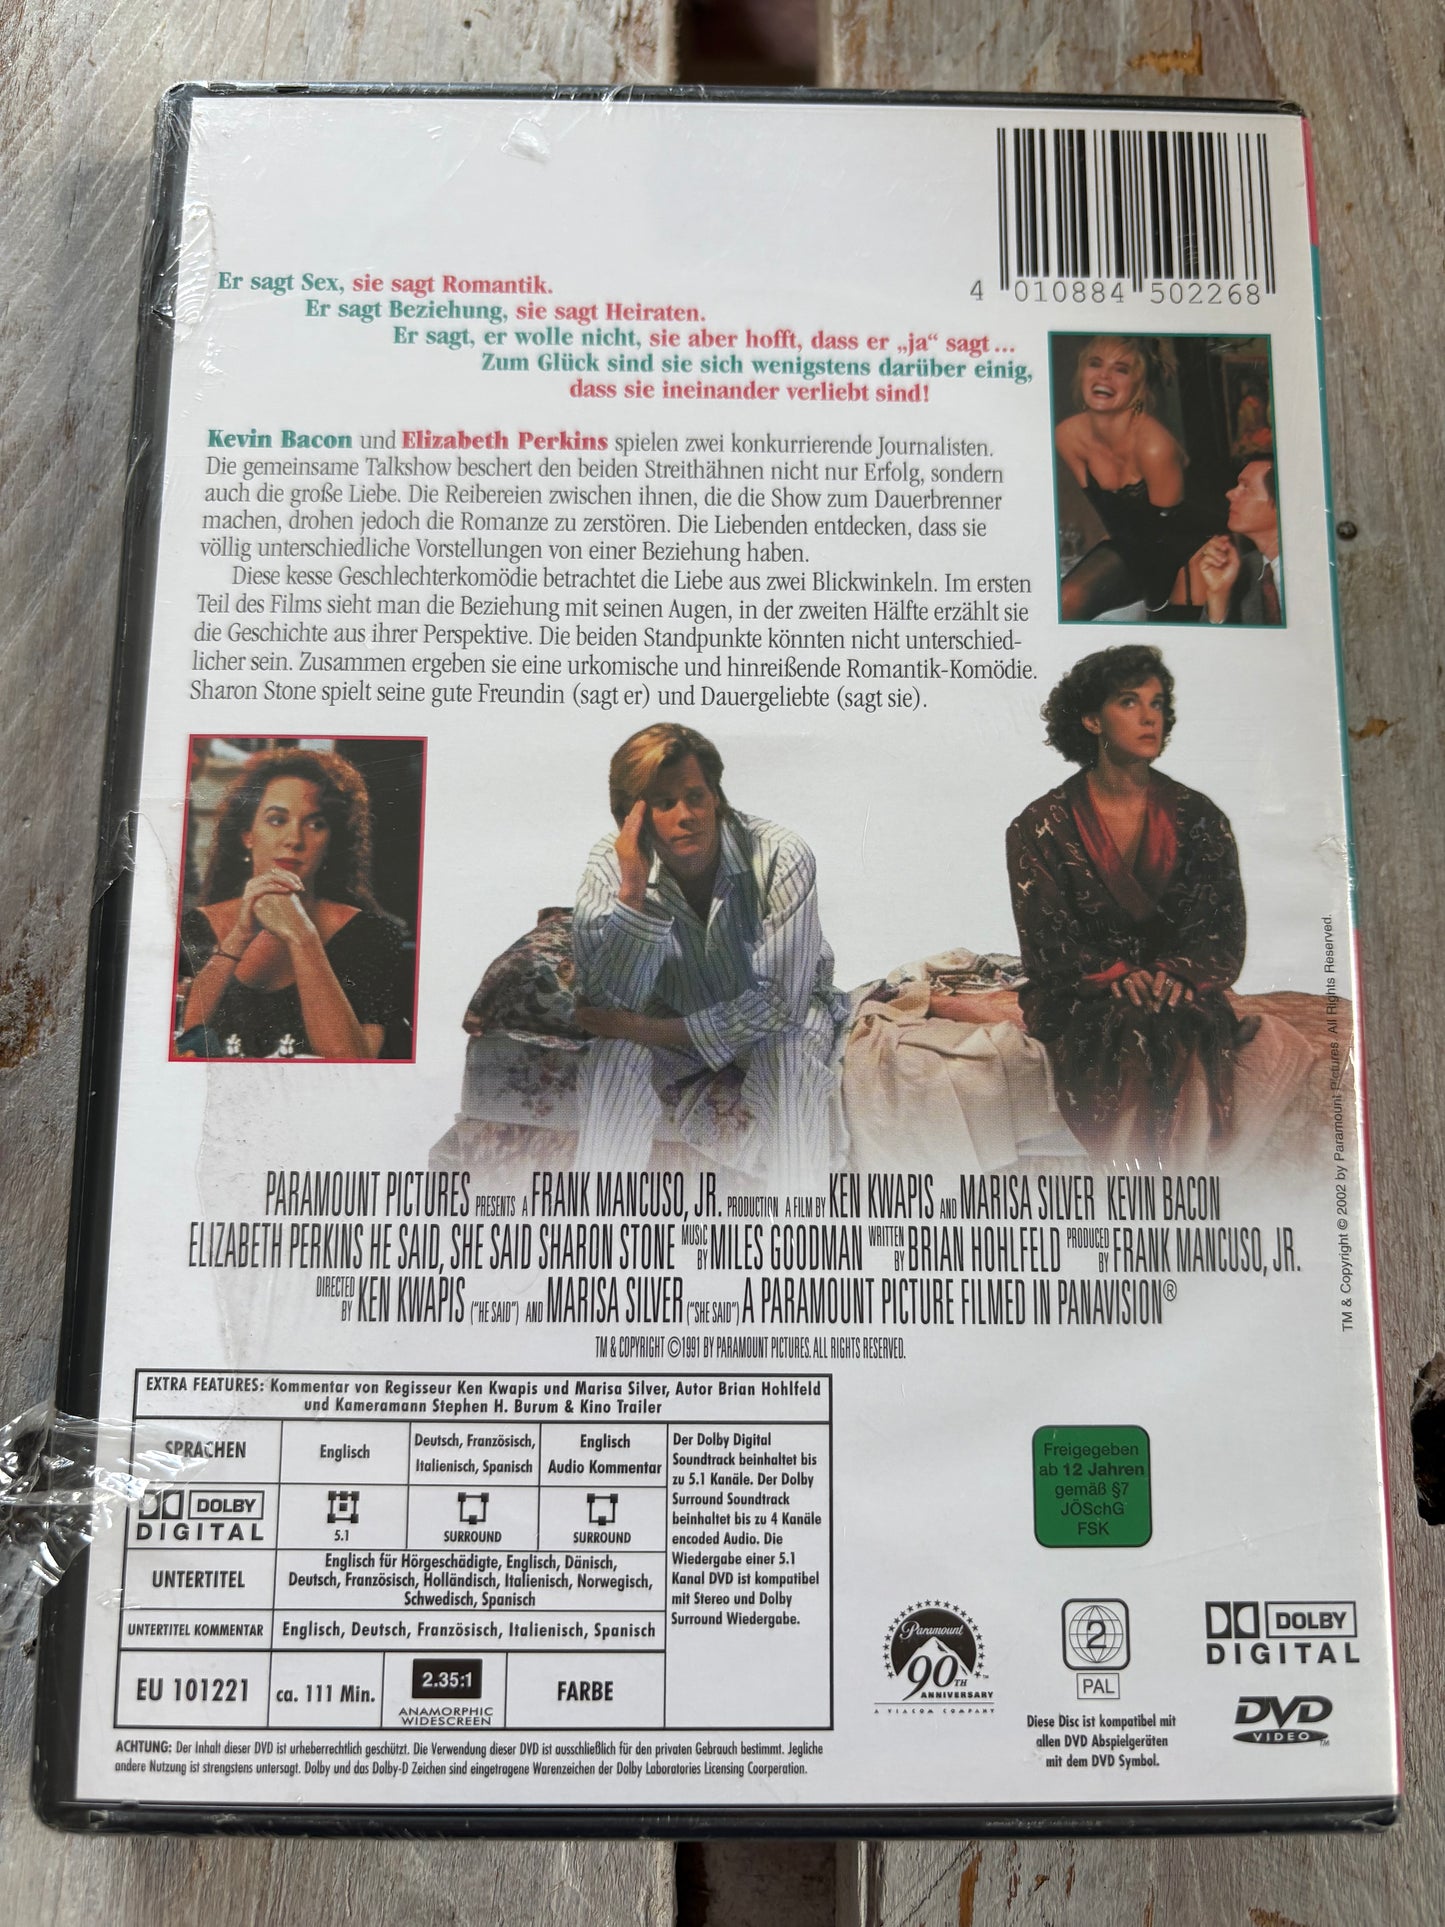 4 010884 502268
Er sagt Sex, sie sagt Romantik.
Er sagt Beziehung, sie sagt Heiraten.
Er sagt, er wolle nicht, sie aber hofft, dass er „ja“ sagt ...
Zum Glück sind sie sich wenigstens darüber einig,
dass sie ineinander verliebt sind!
Kevin Bacon und Elizabeth Perkins spielen zwei konkurrierende Journalisten.
Die gemeinsame Talkshow beschert den beiden Streithähnen nicht nur Erfolg, sondern
auch die große Liebe. Die Reibereien zwischen ihnen, die die Show zum Dauerbrenner
machen, drohen jedoch die Romanze zu zerstören. Die Liebenden entdecken, dass sie
völlig unterschiedliche Vorstellungen von einer Beziehung haben.
Diese kesse Geschlechterkomödie betrachtet die Liebe aus zwei Blickwinkeln. Im ersten
Teil des Films sieht man die Beziehung mit seinen Augen, in der zweiten Hälfte erzählt sie
die Geschichte aus ihrer Perspektive. Die beiden Standpunkte könnten nicht unterschied-
licher sein. Zusammen ergeben sie eine urkomische und hinreißende Romantik-Komödie.
Sharon Stone spielt seine gute Freundin (sagt er) und Dauergeliebte (sagt sie).
TM & Copyright © 2002 by Paramount Pictures. All Rights Reserved.
PARAMOUNT PICTURES PRESENTS A FRANK MANCUSO, JR. PRODUCTION A FILM BY KEN KWAPIS AND MARISA SILVER KEVIN BACON
ELIZABETH PERKINS HE SAID, SHE SAID SHARON STONE MUSIC BY MILES GOODMAN WRITTEN BY BRIAN HOHLFELD PRODUCED BY FRANK MANCUSO, JR.
DIRECTED BY KEN KWAPIS ("HE SAID") AND MARISA SILVER ("SHE SAID") A PARAMOUNT PICTURE FILMED IN PANAVISION®
TM & COPYRIGHT ©1991 BY PARAMOUNT PICTURES. ALL RIGHTS RESERVED.
EXTRA FEATURES: Kommentar von Regisseur Ken Kwapis und Marisa Silver, Autor Brian Hohlfeld
und Kameramann Stephen H. Burum & Kino Trailer
SPRACHEN
Englisch
Deutsch, Französisch,
Italienisch, Spanisch
Englisch
Audio Kommentar
DOLBY
DIGITAL
5.1
SURROUND
SURROUND
UNTERTITEL
Englisch für Hörgeschädigte, Englisch, Dänisch,
Deutsch, Französisch, Holländisch, Italienisch, Norwegisch,
Schwedisch, Spanisch
UNTERTITEL KOMMENTAR
Englisch, Deutsch, Französisch, Italienisch, Spanisch
EU 101221
ca. 111 Min.
2.35:1
ANAMORPHIC
WIDESCREEN
FARBE
Der Dolby Digital
Soundtrack beinhaltet bis
zu 5.1 Kanäle. Der Dolby
Surround Soundtrack
beinhaltet bis zu 4 Kanäle
encoded Audio. Die
Wiedergabe einer 5.1
Kanal DVD ist kompatibel
mit Stereo und Dolby
Surround Wiedergabe.
ACHTUNG: Der Inhalt dieser DVD ist urheberrechtlich geschützt. Die Verwendung dieser DVD ist ausschließlich für den privaten Gebrauch bestimmt. Jegliche
andere Nutzung ist strengstens untersagt. Dolby und das Dolby-D Zeichen sind eingetragene Warenzeichen der Dolby Laboratories Licensing Coorperation.
Freigegeben
ab 12 Jahren
gemäß §7
JÖSchG
FSK
Paramount
90TH
ANNIVERSARY
A VIACOM COMPANY
2
PAL
Diese Disc ist kompatibel mit
allen DVD Abspielgeräten
mit dem DVD Symbol.
DOLBY
DIGITAL
DVD
VIDEO TM